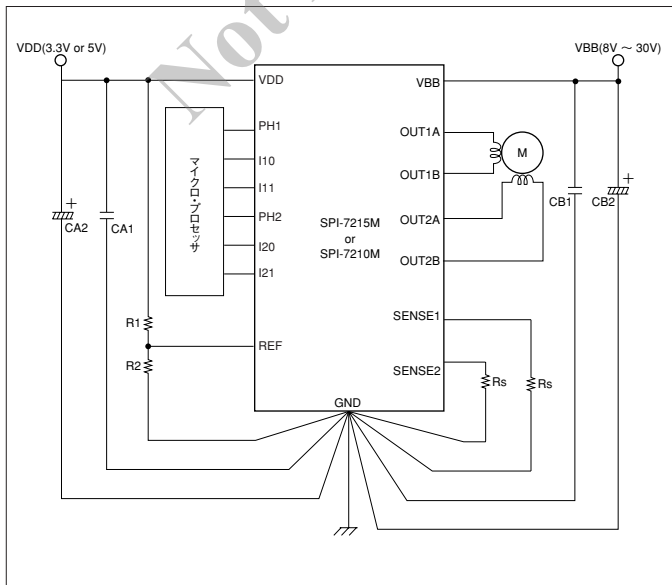 Not
VDD(3.3V or 5V)
VBB(8V ～ 30V)
VDD
VBB
PH1
I10
I11
PH2
I20
I21
マイクロ・プロセッサ
OUT1A
OUT1B
OUT2A
OUT2B
M
SPI-7215M
or
SPI-7210M
+
CA2
CA1
CB1
+
CB2
R1
R2
REF
SENSE1
SENSE2
Rs
Rs
GND